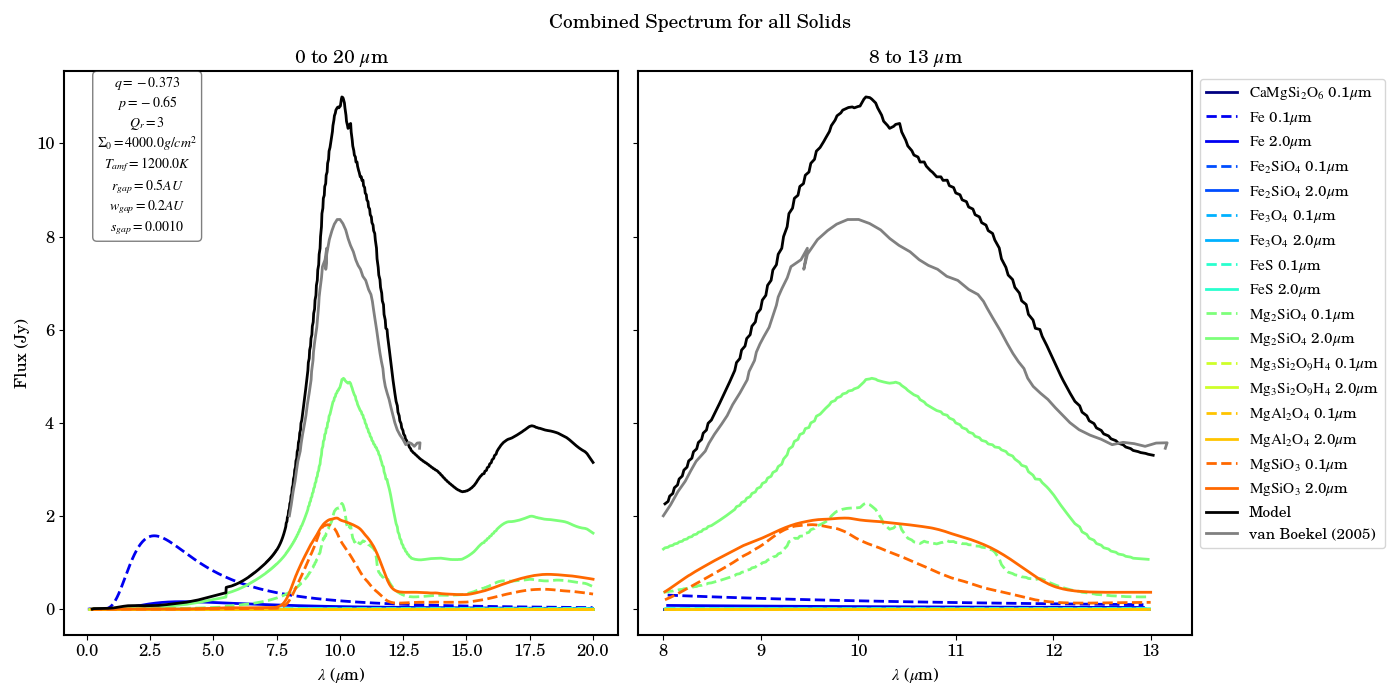 Combined Spectrum for all Solids
0 to 20 μm
8 to 13 μm
q = −0.373
p = −0.65
Q_r = 3
Σ₀ = 4000.0g/cm²
T_amf = 1200.0K
r_gap = 0.5AU
w_gap = 0.2AU
s_gap = 0.0010
Flux (Jy)
10
8
6
4
2
0
0.0 2.5 5.0 7.5 10.0 12.5 15.0 17.5 20.0
λ (μm)
8 9 10 11 12 13
λ (μm)
CaMgSi₂O₆ 0.1μm
Fe 0.1μm
Fe 2.0μm
Fe₂SiO₄ 0.1μm
Fe₂SiO₄ 2.0μm
Fe₃O₄ 0.1μm
Fe₃O₄ 2.0μm
FeS 0.1μm
FeS 2.0μm
Mg₂SiO₄ 0.1μm
Mg₂SiO₄ 2.0μm
Mg₃Si₂O₉H₄ 0.1μm
Mg₃Si₂O₉H₄ 2.0μm
MgAl₂O₄ 0.1μm
MgAl₂O₄ 2.0μm
MgSiO₃ 0.1μm
MgSiO₃ 2.0μm
Model
van Boekel (2005)